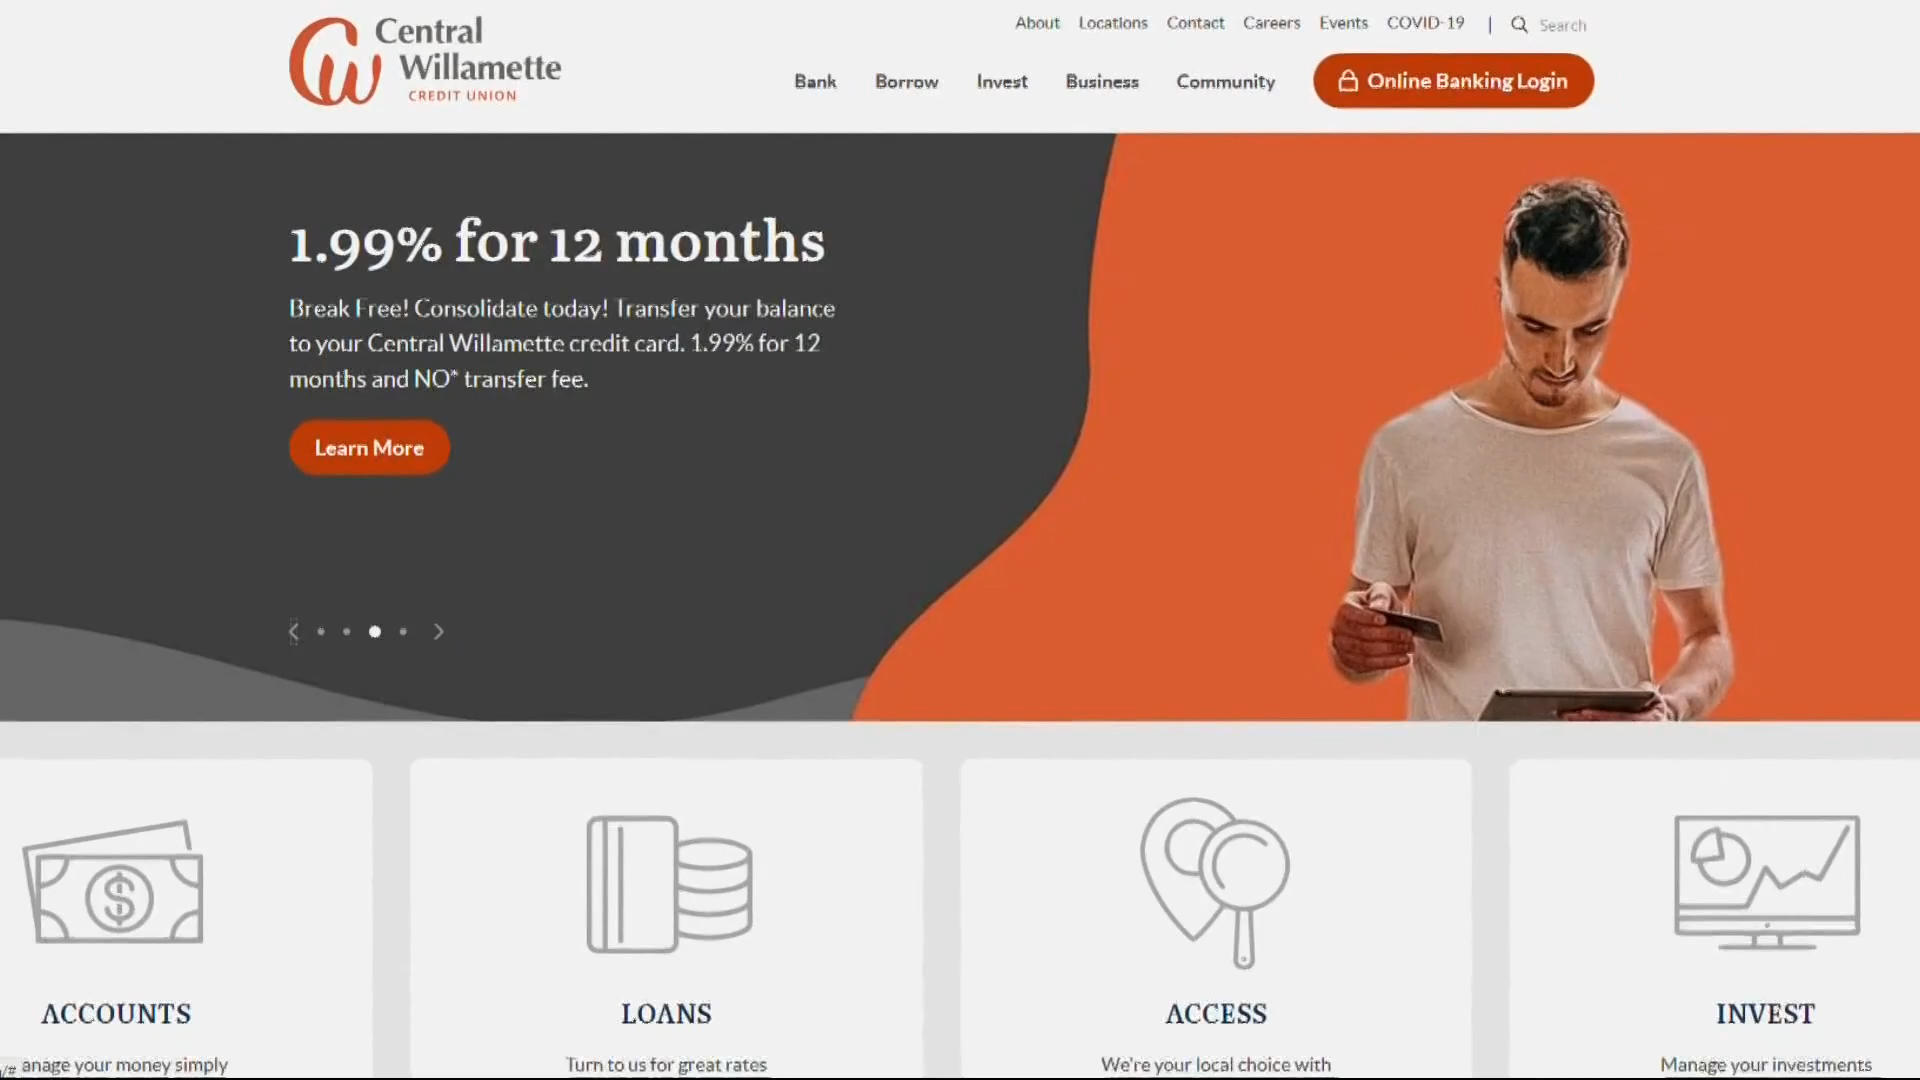 Central
Willamette
CREDIT UNION
About Locations Contact Careers Events COVID-19 | Search
Bank Borrow Invest Business Community Online Banking Login
1.99% for 12 months
Break Free! Consolidate today! Transfer your balance
to your Central Willamette credit card. 1.99% for 12
months and NO* transfer fee.
Learn More
ACCOUNTS
anage your money simply
LOANS
Turn to us for great rates
ACCESS
We're your local choice with
INVEST
Manage your investments